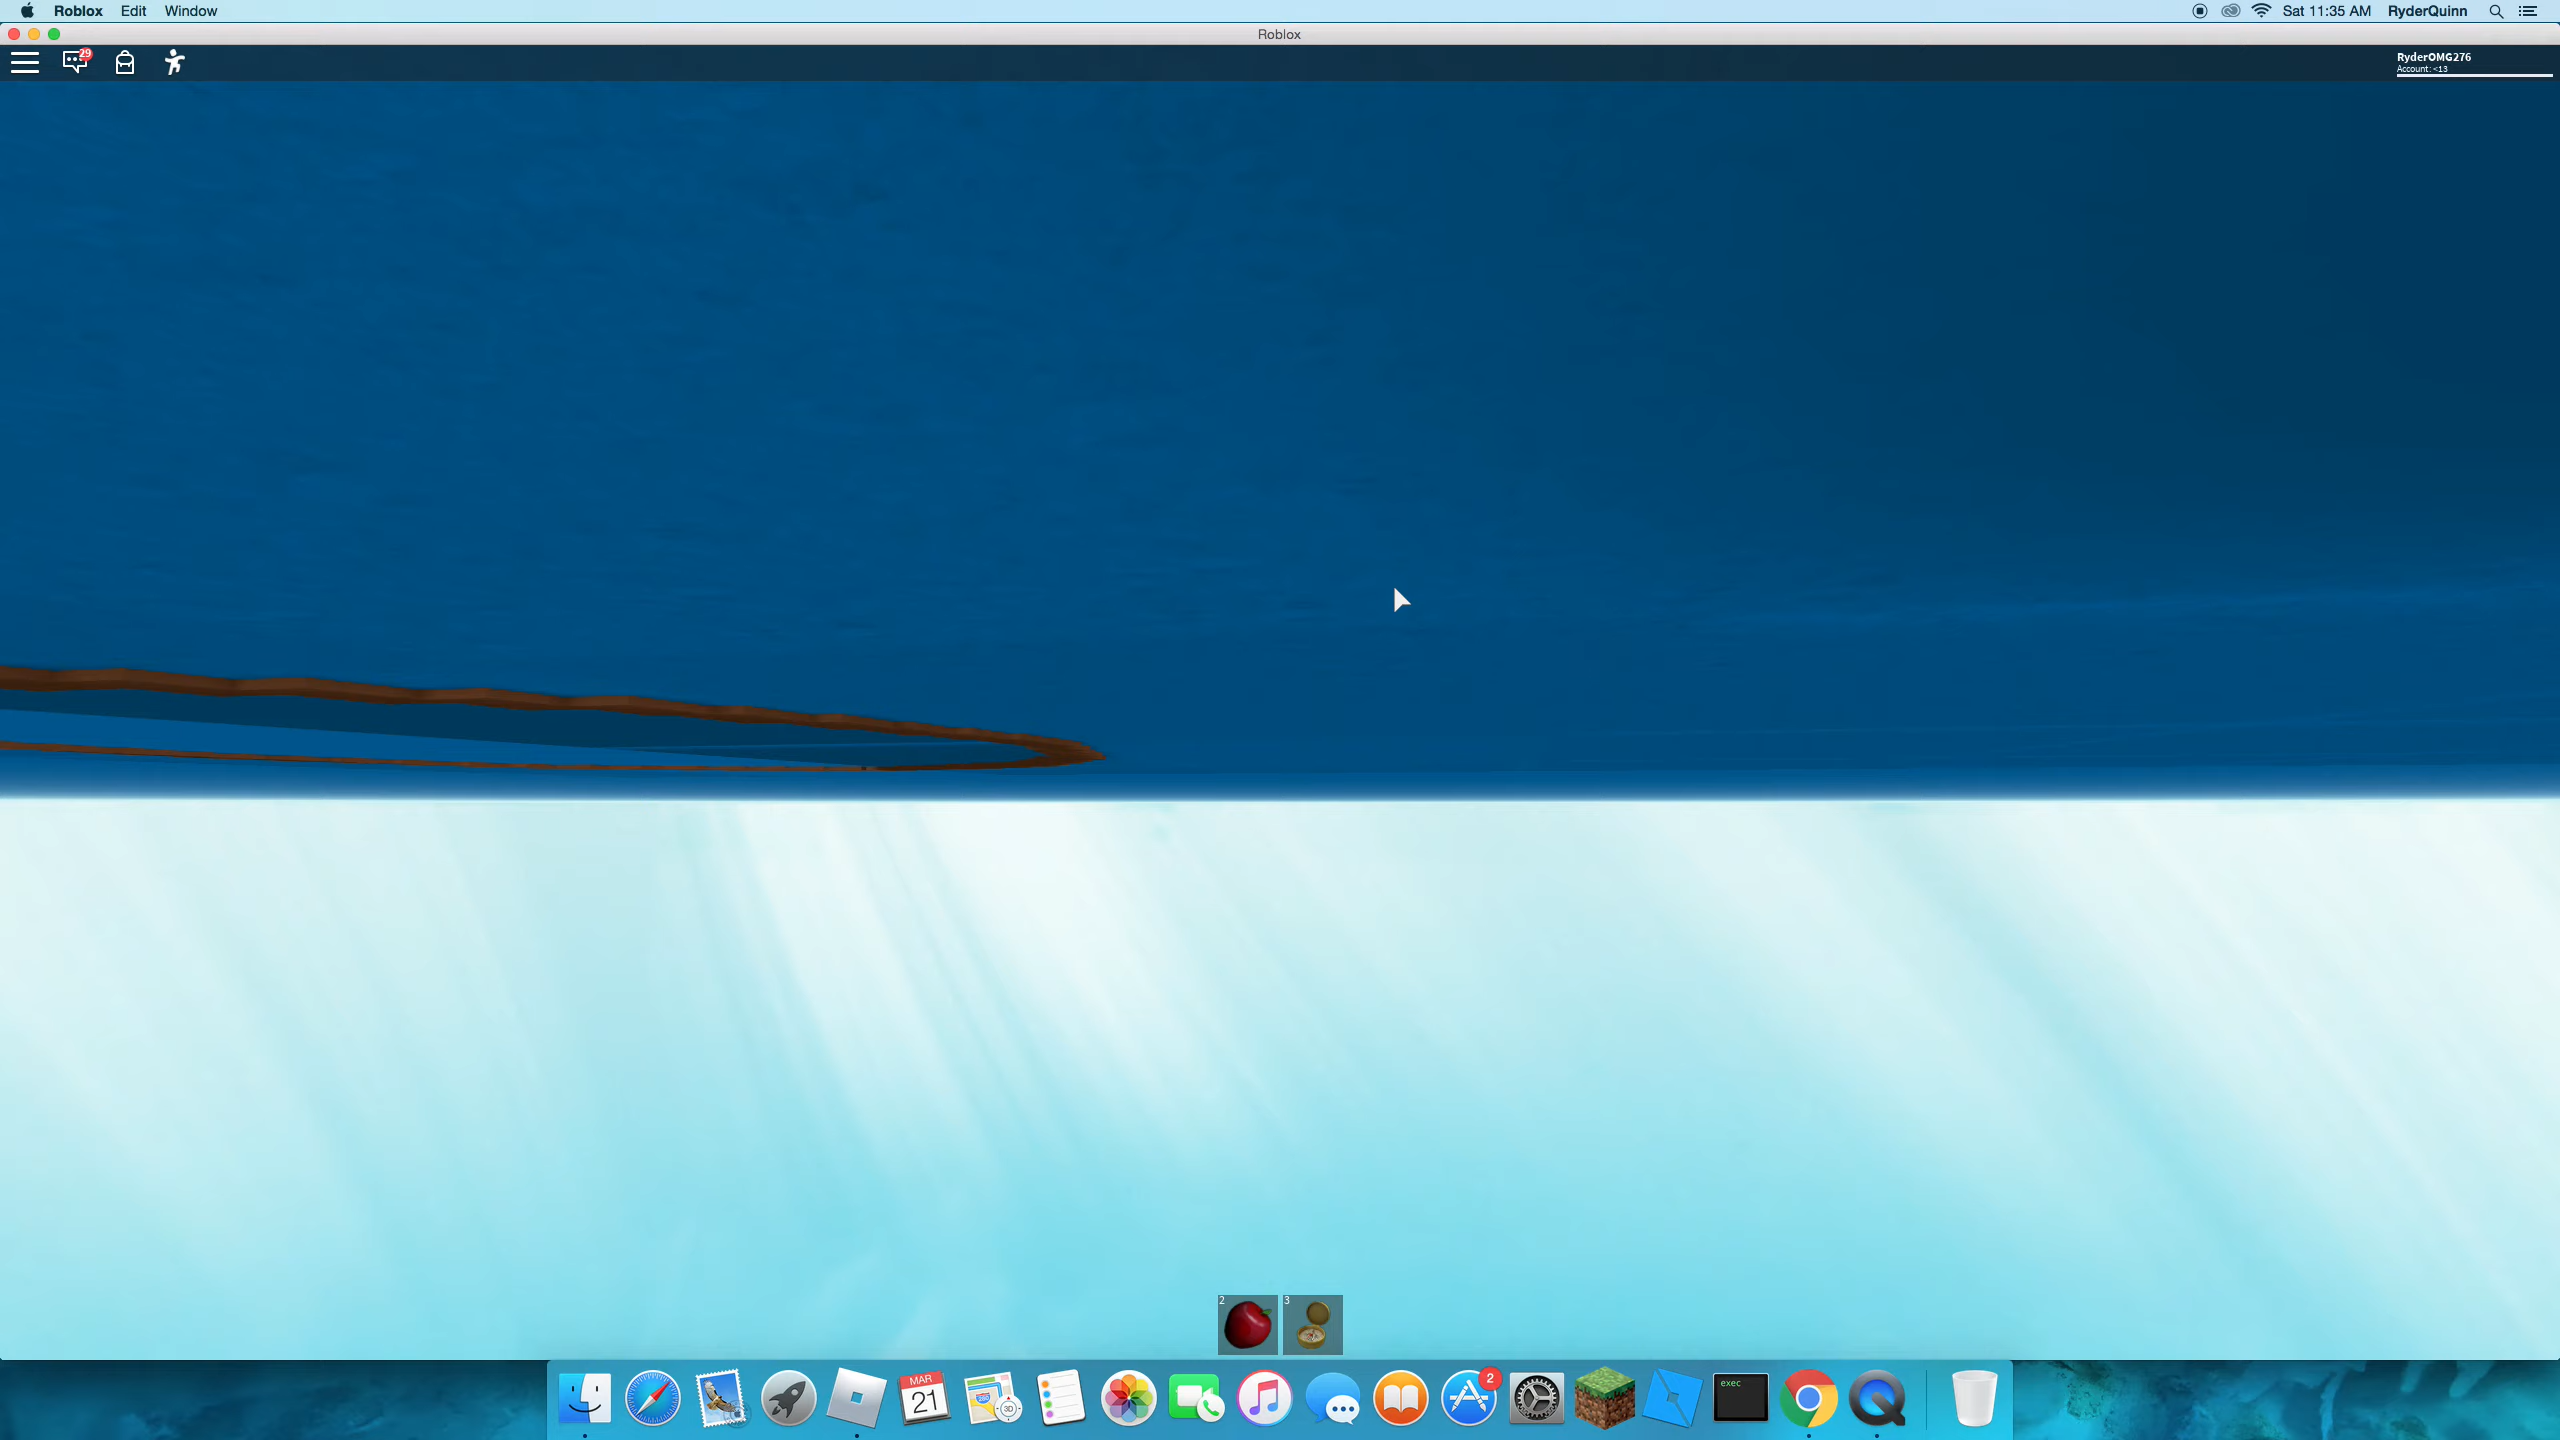 Roblox Edit Window
Sat 11:35 AM RyderQuinn
Roblox
29
RyderOMG276
Account: <13
2 3
MAR
21
3D
2
exec